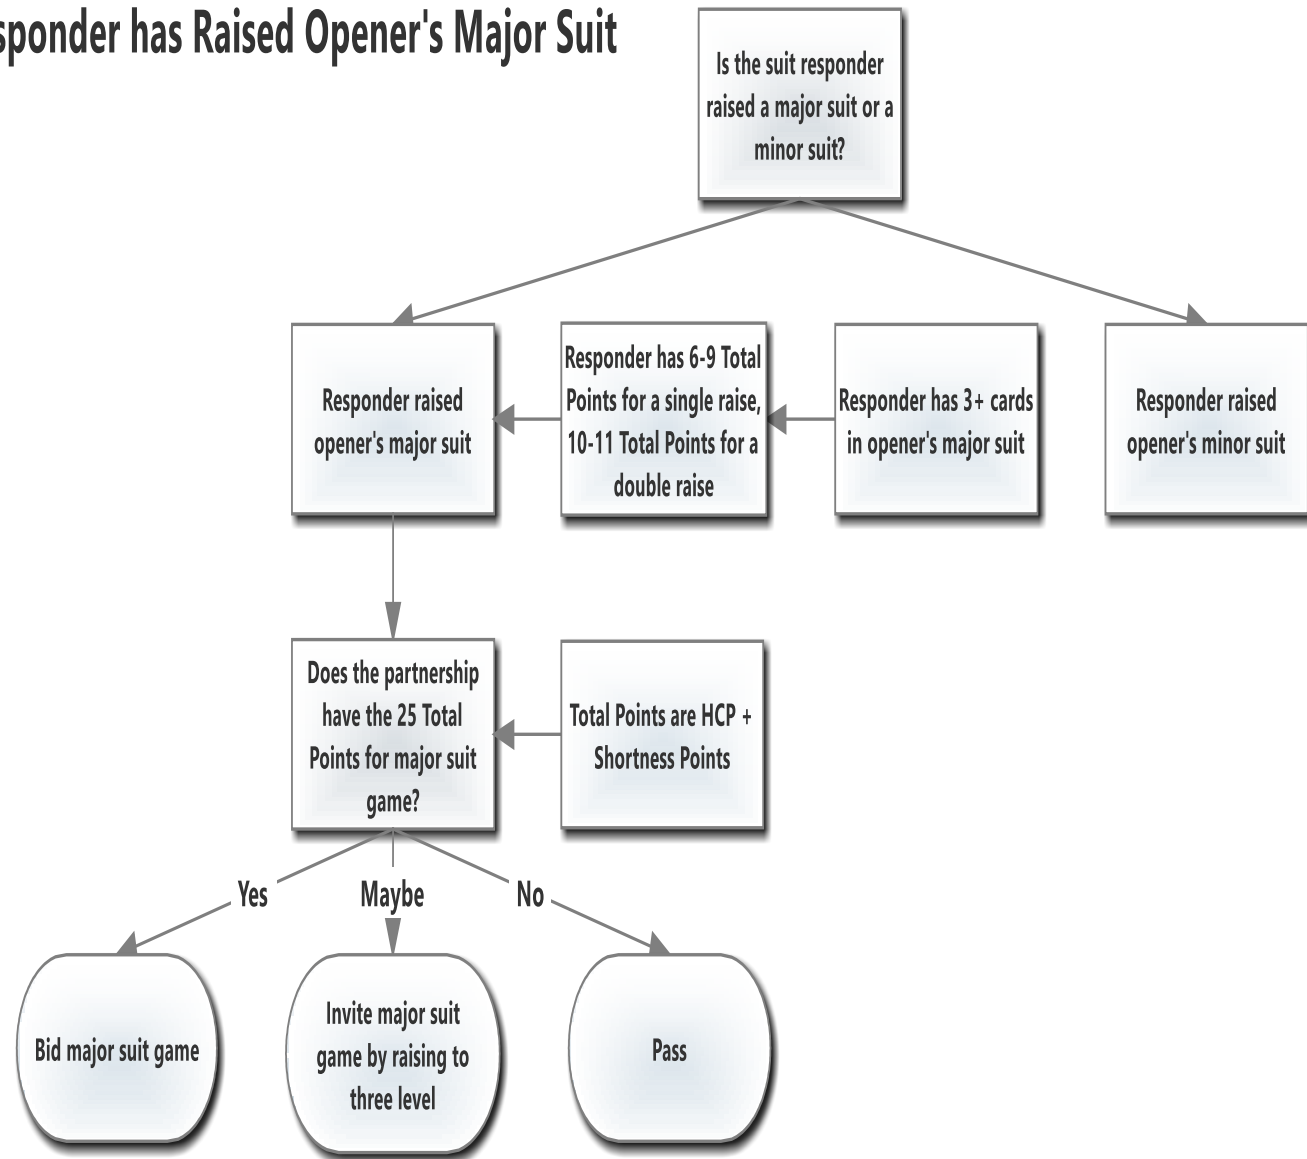 sponder has Raised Opener's Major Suit
Is the suit responder
raised a major suit or a
minor suit?
Responder raised
opener's major suit
Responder has 6-9 Total
Points for a single raise,
10-11 Total Points for a
double raise
Responder has 3+ cards
in opener's major suit
Responder raised
opener's minor suit
Does the partnership
have the 25 Total
Points for major suit
game?
Total Points are HCP +
Shortness Points
Yes
Maybe
No
Bid major suit game
Invite major suit
game by raising to
three level
Pass